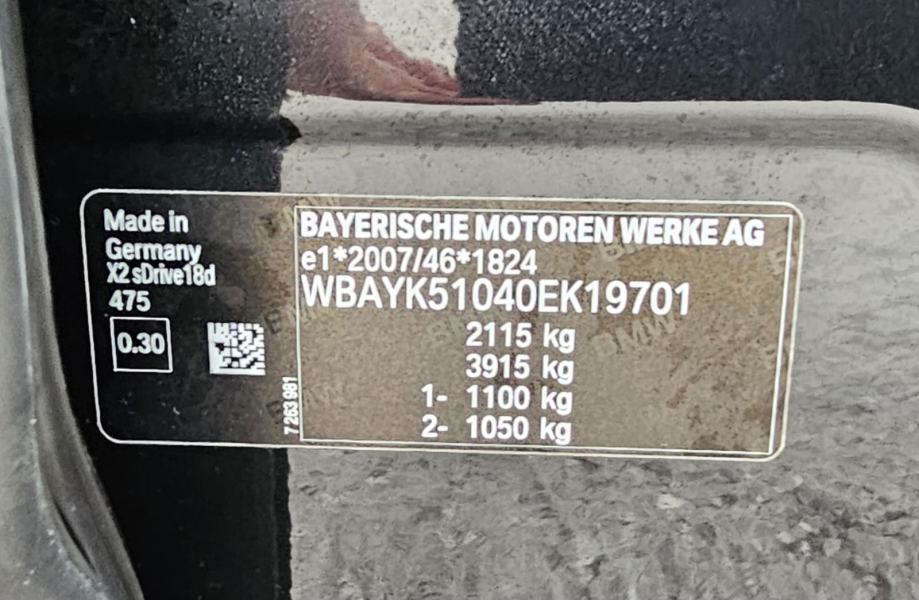 Made in
Germany
X2 sDrive18d
475
0.30
7 263 981
BAYERISCHE MOTOREN WERKE AG
e1*2007/46*1824
WBAYK51040EK19701
2115 kg
3915 kg
1- 1100 kg
2- 1050 kg